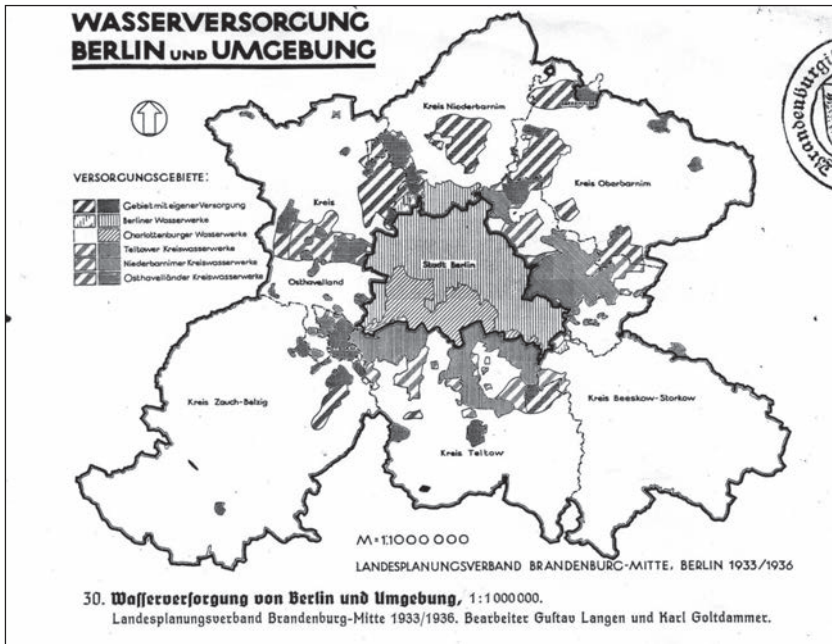 WASSERVERSORGUNG
BERLIN UND UMGEBUNG
Brandenburgis
VERSORGUNGSGEBIETE:
Gebiet mit eigener Versorgung
Berliner Wasserwerke
Charlottenburger Wasserwerke
Teltower Kreiswasserwerke
Niederbarnimer Kreiswasserwerke
Osthavelländer Kreiswasserwerke
Kreis Niederbarnim
Kreis Oberbarnim
Kreis
Osthavelland
Stadt Berlin
Kreis Zauch-Belzig
Kreis Beeskow-Storkow
Kreis Teltow
M=1:1000 000
LANDESPLANUNGSVERBAND BRANDENBURG-MITTE, BERLIN 1933/1936
30. Wasserversorgung von Berlin und Umgebung, 1:1000000.
Landesplanungsverband Brandenburg-Mitte 1933/1936. Bearbeiter Gustav Langen und Karl Goltdammer.